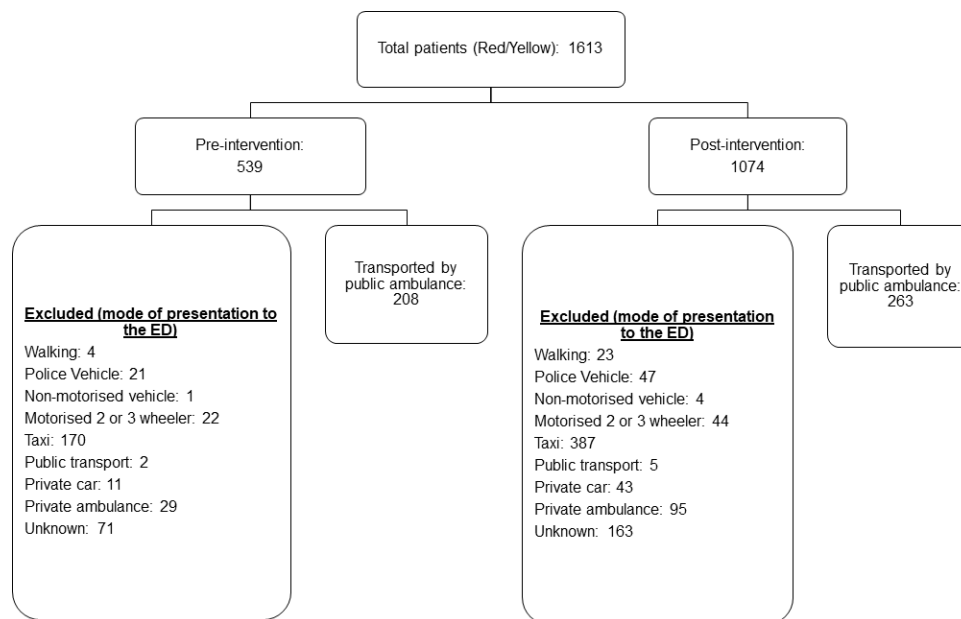 Total patients (Red/Yellow): 1613
Pre-intervention:
539
Post-intervention:
1074
Excluded (mode of presentation to
the ED)
Walking: 4
Police Vehicle: 21
Non-motorised vehicle: 1
Motorised 2 or 3 wheeler: 22
Taxi: 170
Public transport: 2
Private car: 11
Private ambulance: 29
Unknown: 71
Transported by
public ambulance:
208
Excluded (mode of presentation
to the ED)
Walking: 23
Police Vehicle: 47
Non-motorised vehicle: 4
Motorised 2 or 3 wheeler: 44
Taxi: 387
Public transport: 5
Private car: 43
Private ambulance: 95
Unknown: 163
Transported by
public ambulance:
263